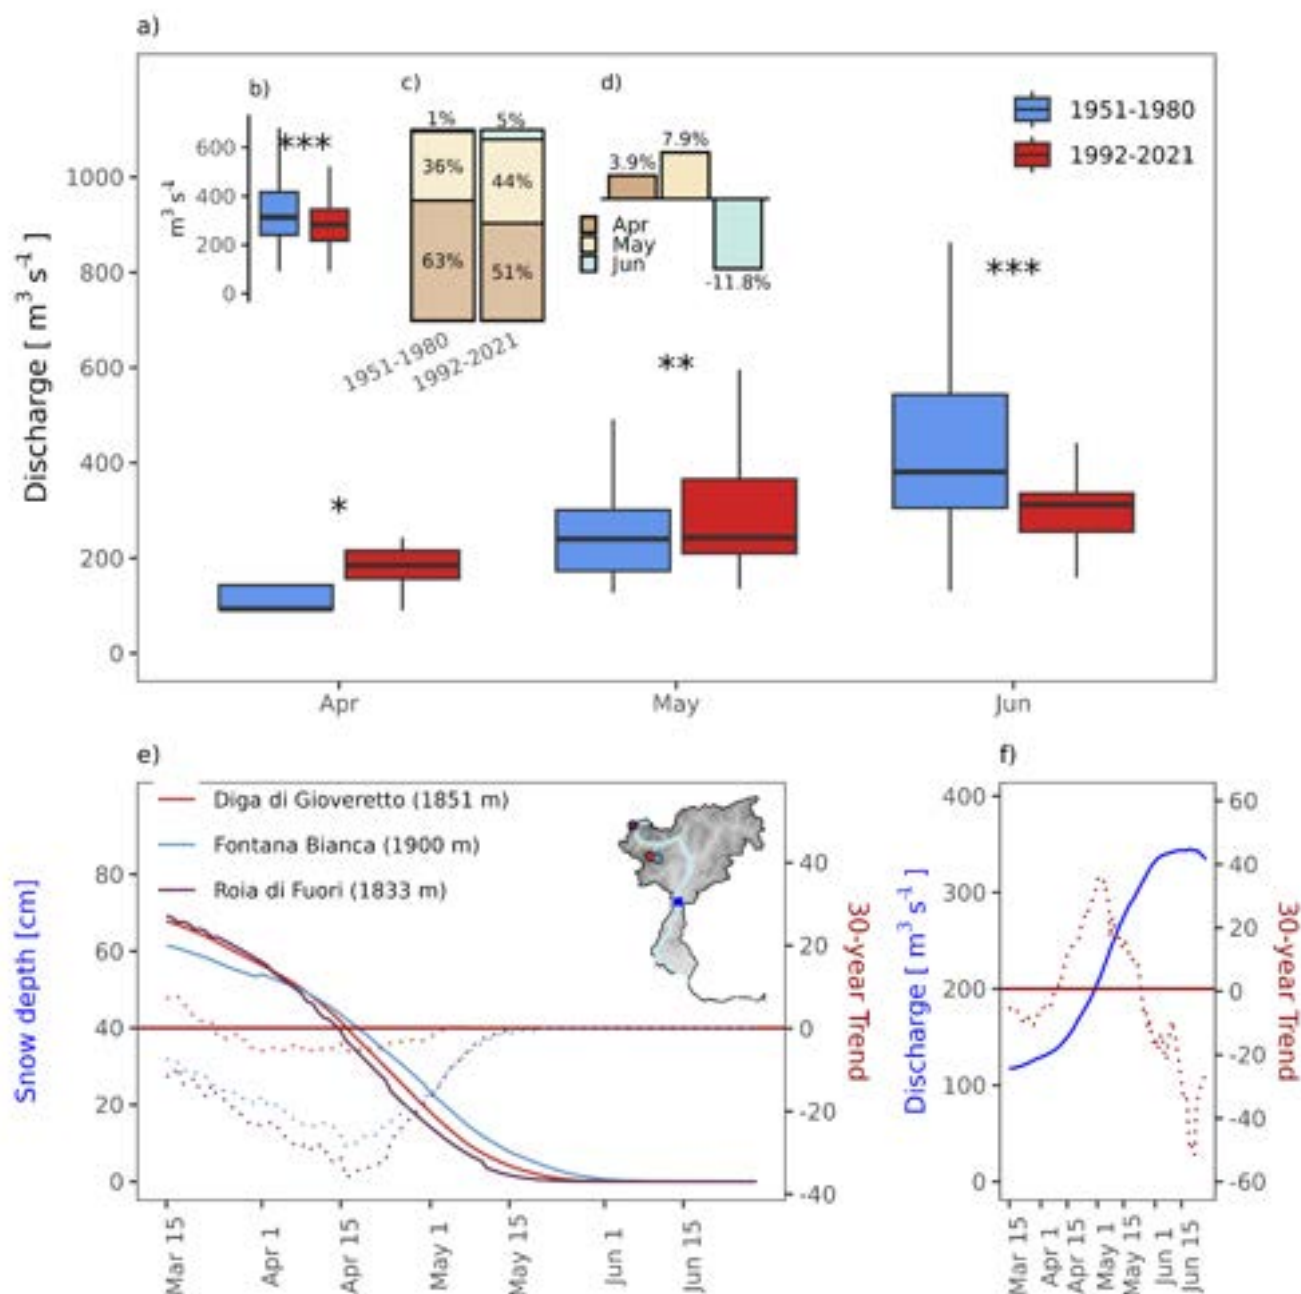 a)
b)
c)
d)
1951-1980
1992-2021
Discharge [ m³ s⁻¹ ]
1000
800
600
400
200
0
m³ s⁻¹
600
400
200
0
***
1%
5%
36%
44%
63%
51%
1951-1980
1992-2021
3.9%
7.9%
-11.8%
Apr
May
Jun
*
**
***
Apr
May
Jun
e)
Diga di Gioveretto (1851 m)
Fontana Bianca (1900 m)
Roia di Fuori (1833 m)
Snow depth [cm]
80
60
40
20
0
40
20
0
-20
-40
30-year Trend
Mar 15
Apr 1
Apr 15
May 1
May 15
Jun 1
Jun 15
f)
Discharge [ m³ s⁻¹ ]
400
300
200
100
0
60
40
20
0
-20
-40
-60
30-year Trend
Mar 15
Apr 1
Apr 15
May 1
May 15
Jun 1
Jun 15